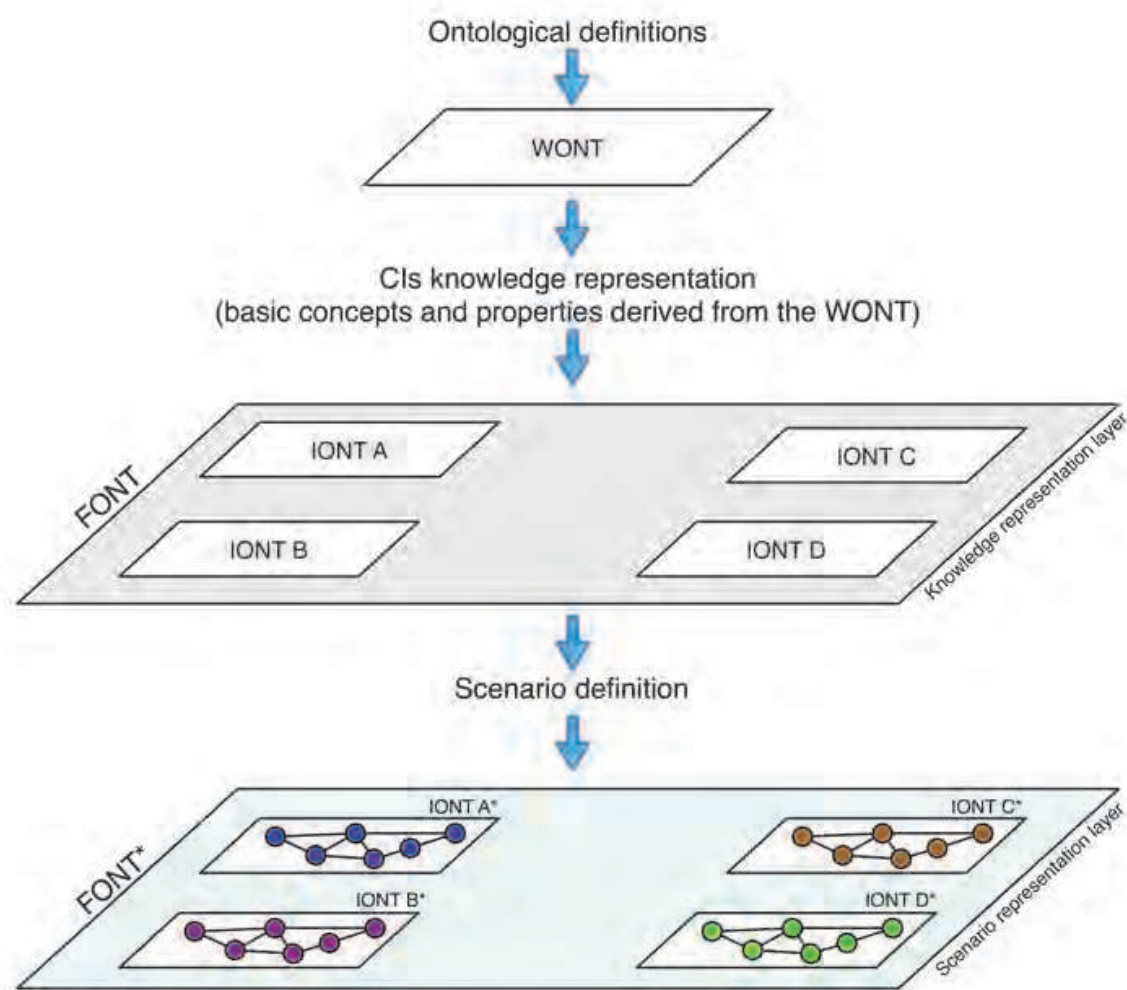 Ontological definitions
WONT
CIs knowledge representation
(basic concepts and properties derived from the WONT)
FONT
IONT A
IONT C
IONT B
IONT D
Knowledge representation layer
Scenario definition
FONT*
IONT A*
IONT C*
IONT B*
IONT D*
Scenario representation layer